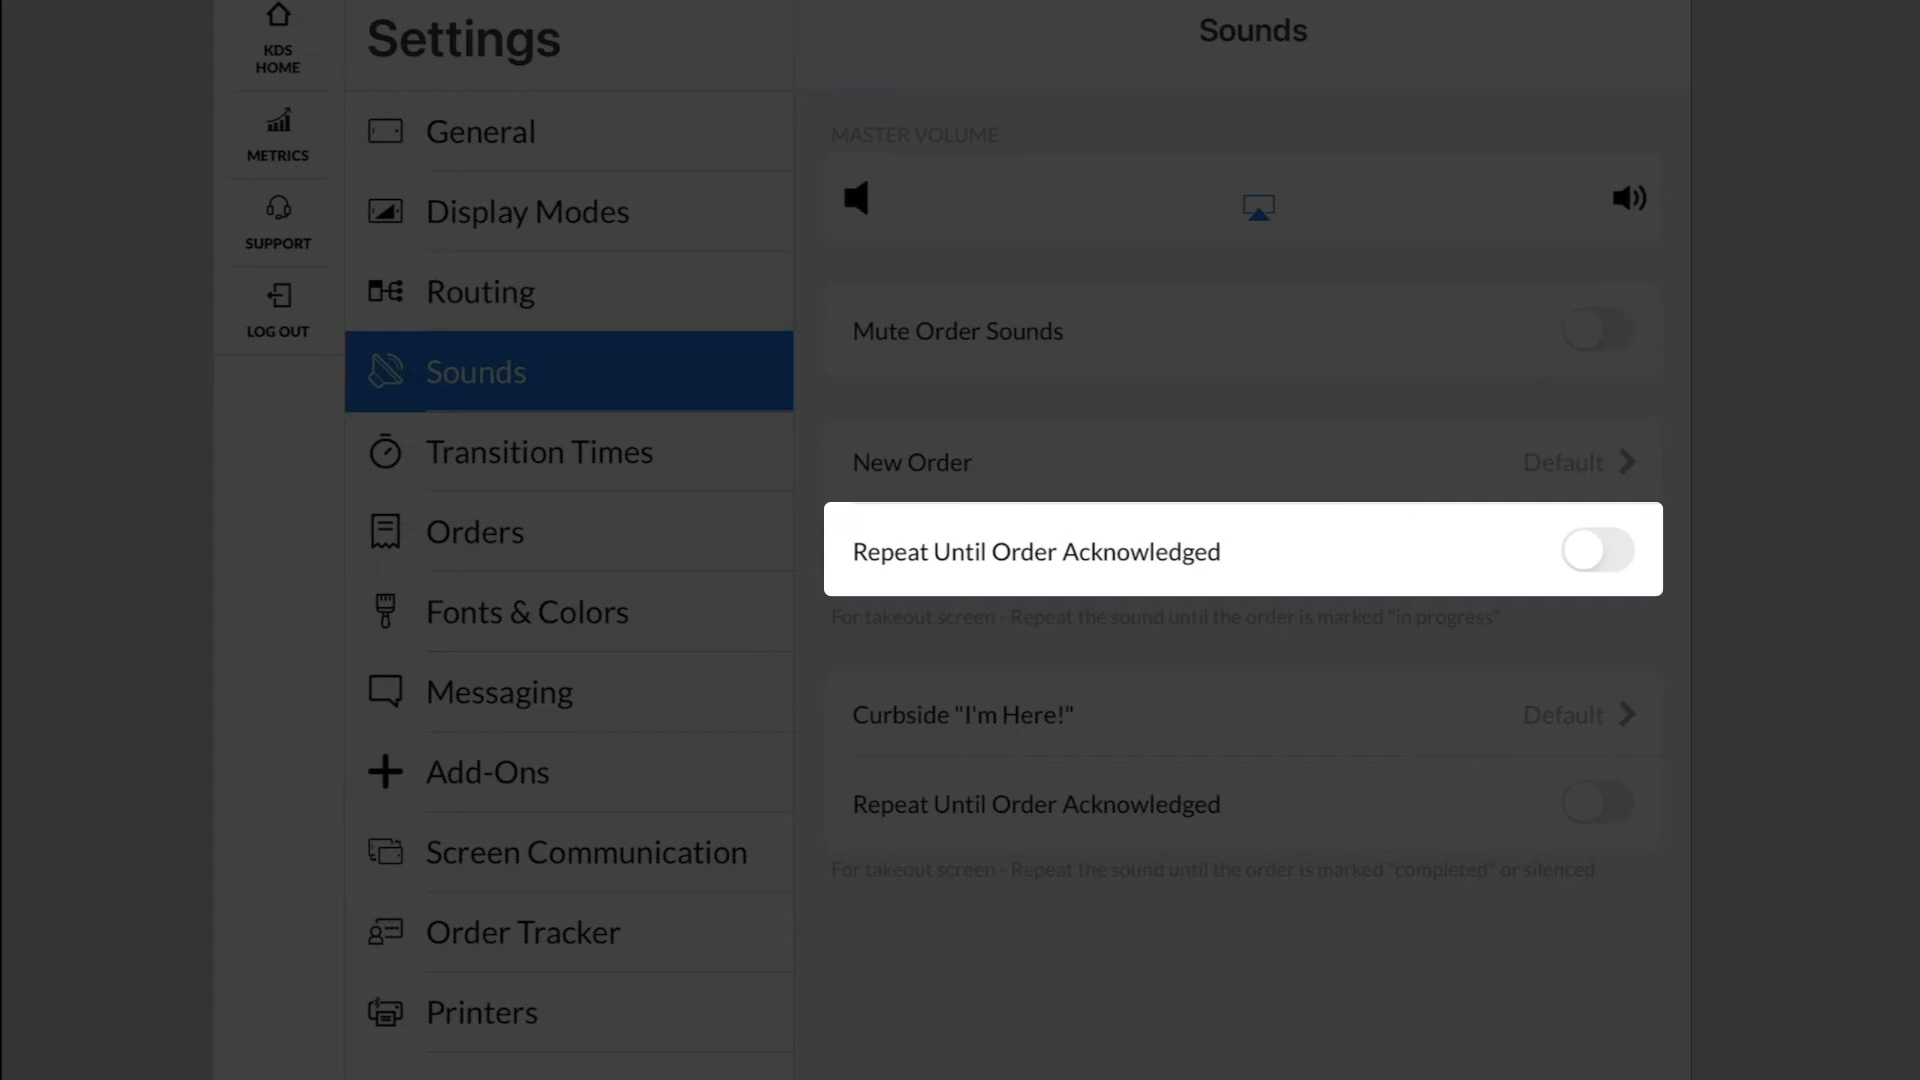 KDS
HOME
METRICS
SUPPORT
LOG OUT
Settings
General
Display Modes
Routing
Sounds
Transition Times
Orders
Fonts & Colors
Messaging
Add-Ons
Screen Communication
Order Tracker
Printers
Sounds
MASTER VOLUME
Mute Order Sounds
New Order Default
Repeat Until Order Acknowledged
For takeout screen - Repeat the sound until the order is marked "in progress"
Curbside "I'm Here!" Default
Repeat Until Order Acknowledged
For takeout screen - Repeat the sound until the order is marked "completed" or silenced